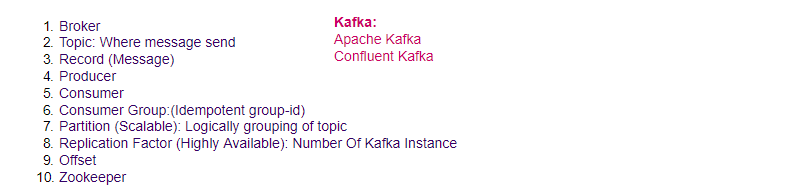 1. Broker
2. Topic: Where message send
3. Record (Message)
4. Producer
5. Consumer
6. Consumer Group:(Idempotent group-id)
7. Partition (Scalable): Logically grouping of topic
8. Replication Factor (Highly Available): Number Of Kafka Instance
9. Offset
10. Zookeeper
Kafka:
Apache Kafka
Confluent Kafka